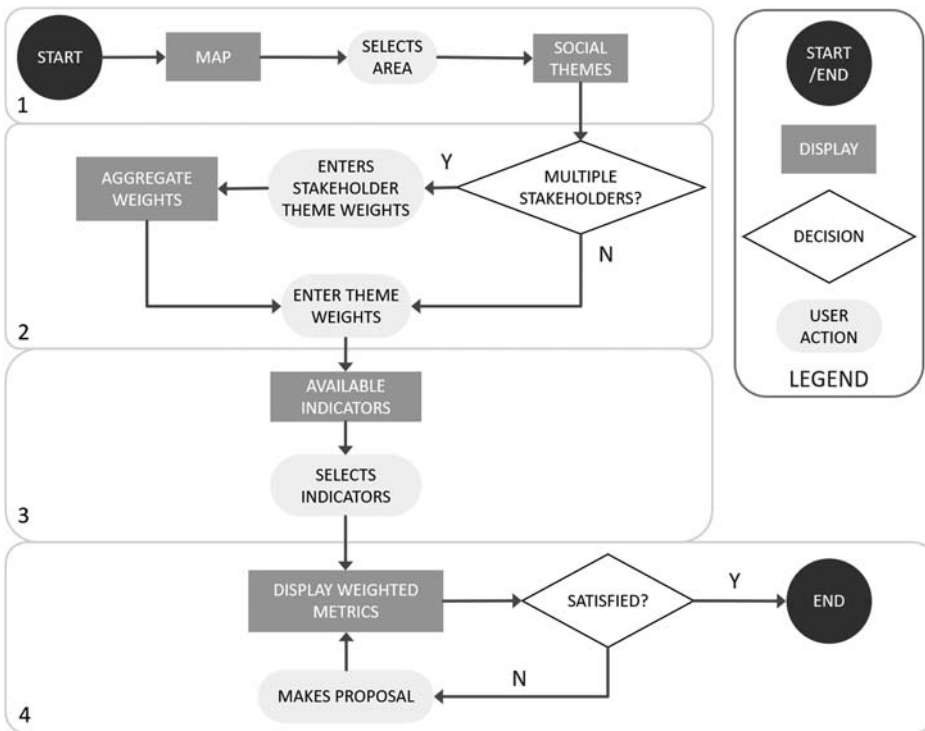 START
MAP
SELECTS
AREA
SOCIAL
THEMES
1
AGGREGATE
WEIGHTS
ENTERS
STAKEHOLDER
THEME WEIGHTS
Y
MULTIPLE
STAKEHOLDERS?
N
ENTER THEME
WEIGHTS
2
AVAILABLE
INDICATORS
SELECTS
INDICATORS
3
DISPLAY WEIGHTED
METRICS
SATISFIED?
Y
END
N
MAKES PROPOSAL
4
START
/END
DISPLAY
DECISION
USER
ACTION
LEGEND